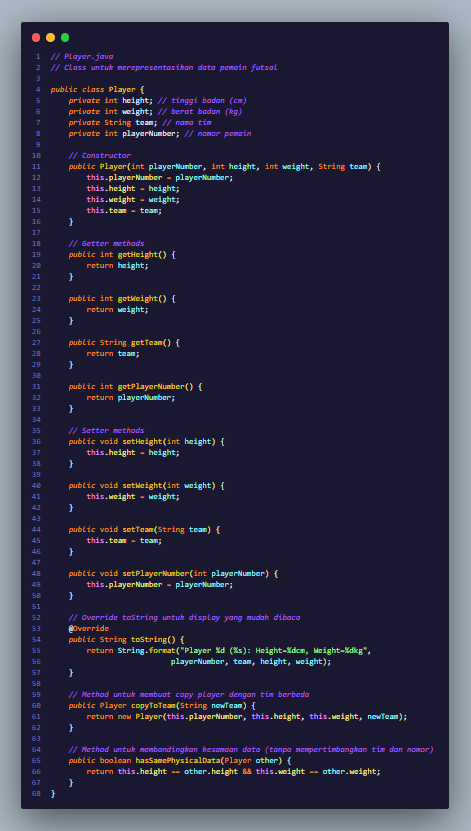 1 // Player.java
2 // Class untuk merepresentasikan data pemain futsal
3
4 public class Player {
5     private int height; // tinggi badan (cm)
6     private int weight; // berat badan (kg)
7     private String team; // nama tim
8     private int playerNumber; // nomor pemain
9
10     // Constructor
11     public Player(int playerNumber, int height, int weight, String team) {
12         this.playerNumber = playerNumber;
13         this.height = height;
14         this.weight = weight;
15         this.team = team;
16     }
17
18     // Getter methods
19     public int getHeight() {
20         return height;
21     }
22
23     public int getWeight() {
24         return weight;
25     }
26
27     public String getTeam() {
28         return team;
29     }
30
31     public int getPlayerNumber() {
32         return playerNumber;
33     }
34
35     // Setter methods
36     public void setHeight(int height) {
37         this.height = height;
38     }
39
40     public void setWeight(int weight) {
41         this.weight = weight;
42     }
43
44     public void setTeam(String team) {
45         this.team = team;
46     }
47
48     public void setPlayerNumber(int playerNumber) {
49         this.playerNumber = playerNumber;
50     }
51
52     // Override toString untuk display yang mudah dibaca
53     @Override
54     public String toString() {
55         return String.format("Player %d (%s): Height=%dcm, Weight=%dkg",
56                            playerNumber, team, height, weight);
57     }
58
59     // Method untuk membuat copy player dengan tim berbeda
60     public Player copyToTeam(String newTeam) {
61         return new Player(this.playerNumber, this.height, this.weight, newTeam);
62     }
63
64     // Method untuk membandingkan kesamaan data (tanpa mempertimbangkan tim dan nomor)
65     public boolean hasSamePhysicalData(Player other) {
66         return this.height == other.height && this.weight == other.weight;
67     }
68 }